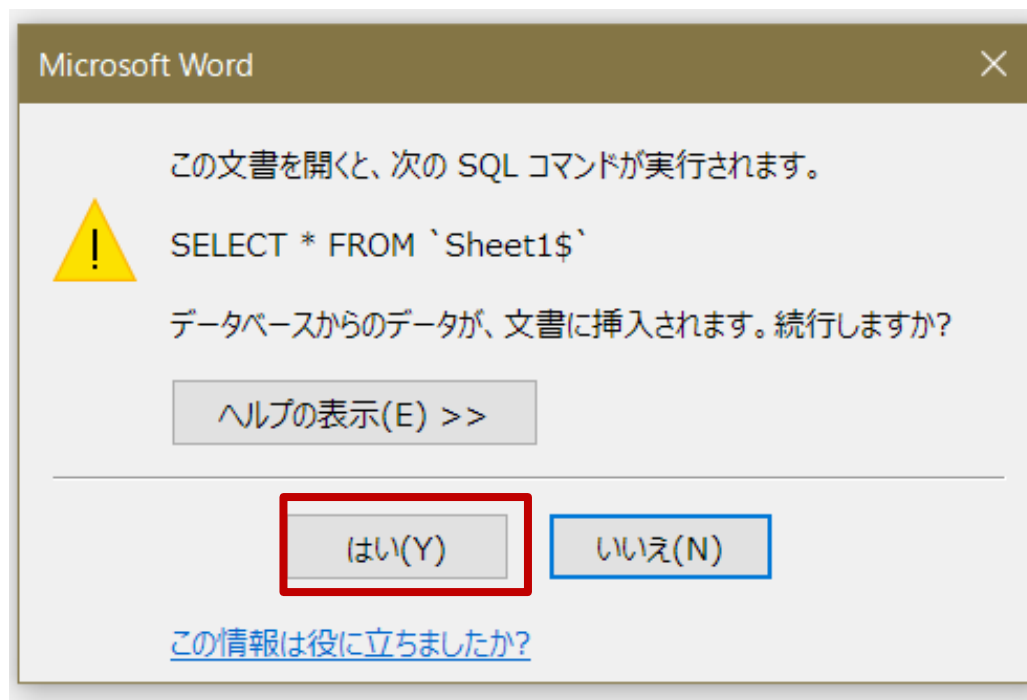 Microsoft Word
この文書を開くと、次の SQL コマンドが実行されます。
!
SELECT * FROM `Sheet1$`
データベースからのデータが、文書に挿入されます。続行しますか?
ヘルプの表示(E) >>
はい(Y)
いいえ(N)
この情報は役に立ちましたか?